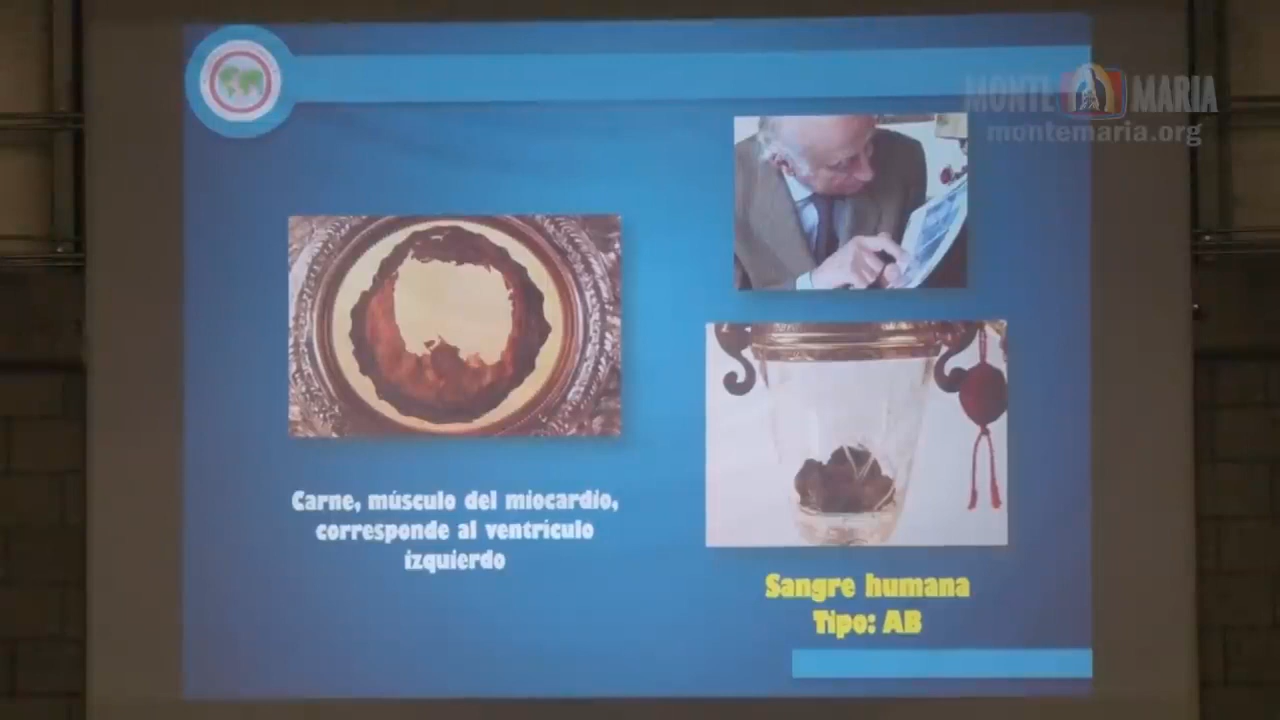 MONTE MARIA
montemaria.org
Carne, músculo del miocardio,
corresponde al ventrículo
izquierdo
Sangre humana
Tipo: AB